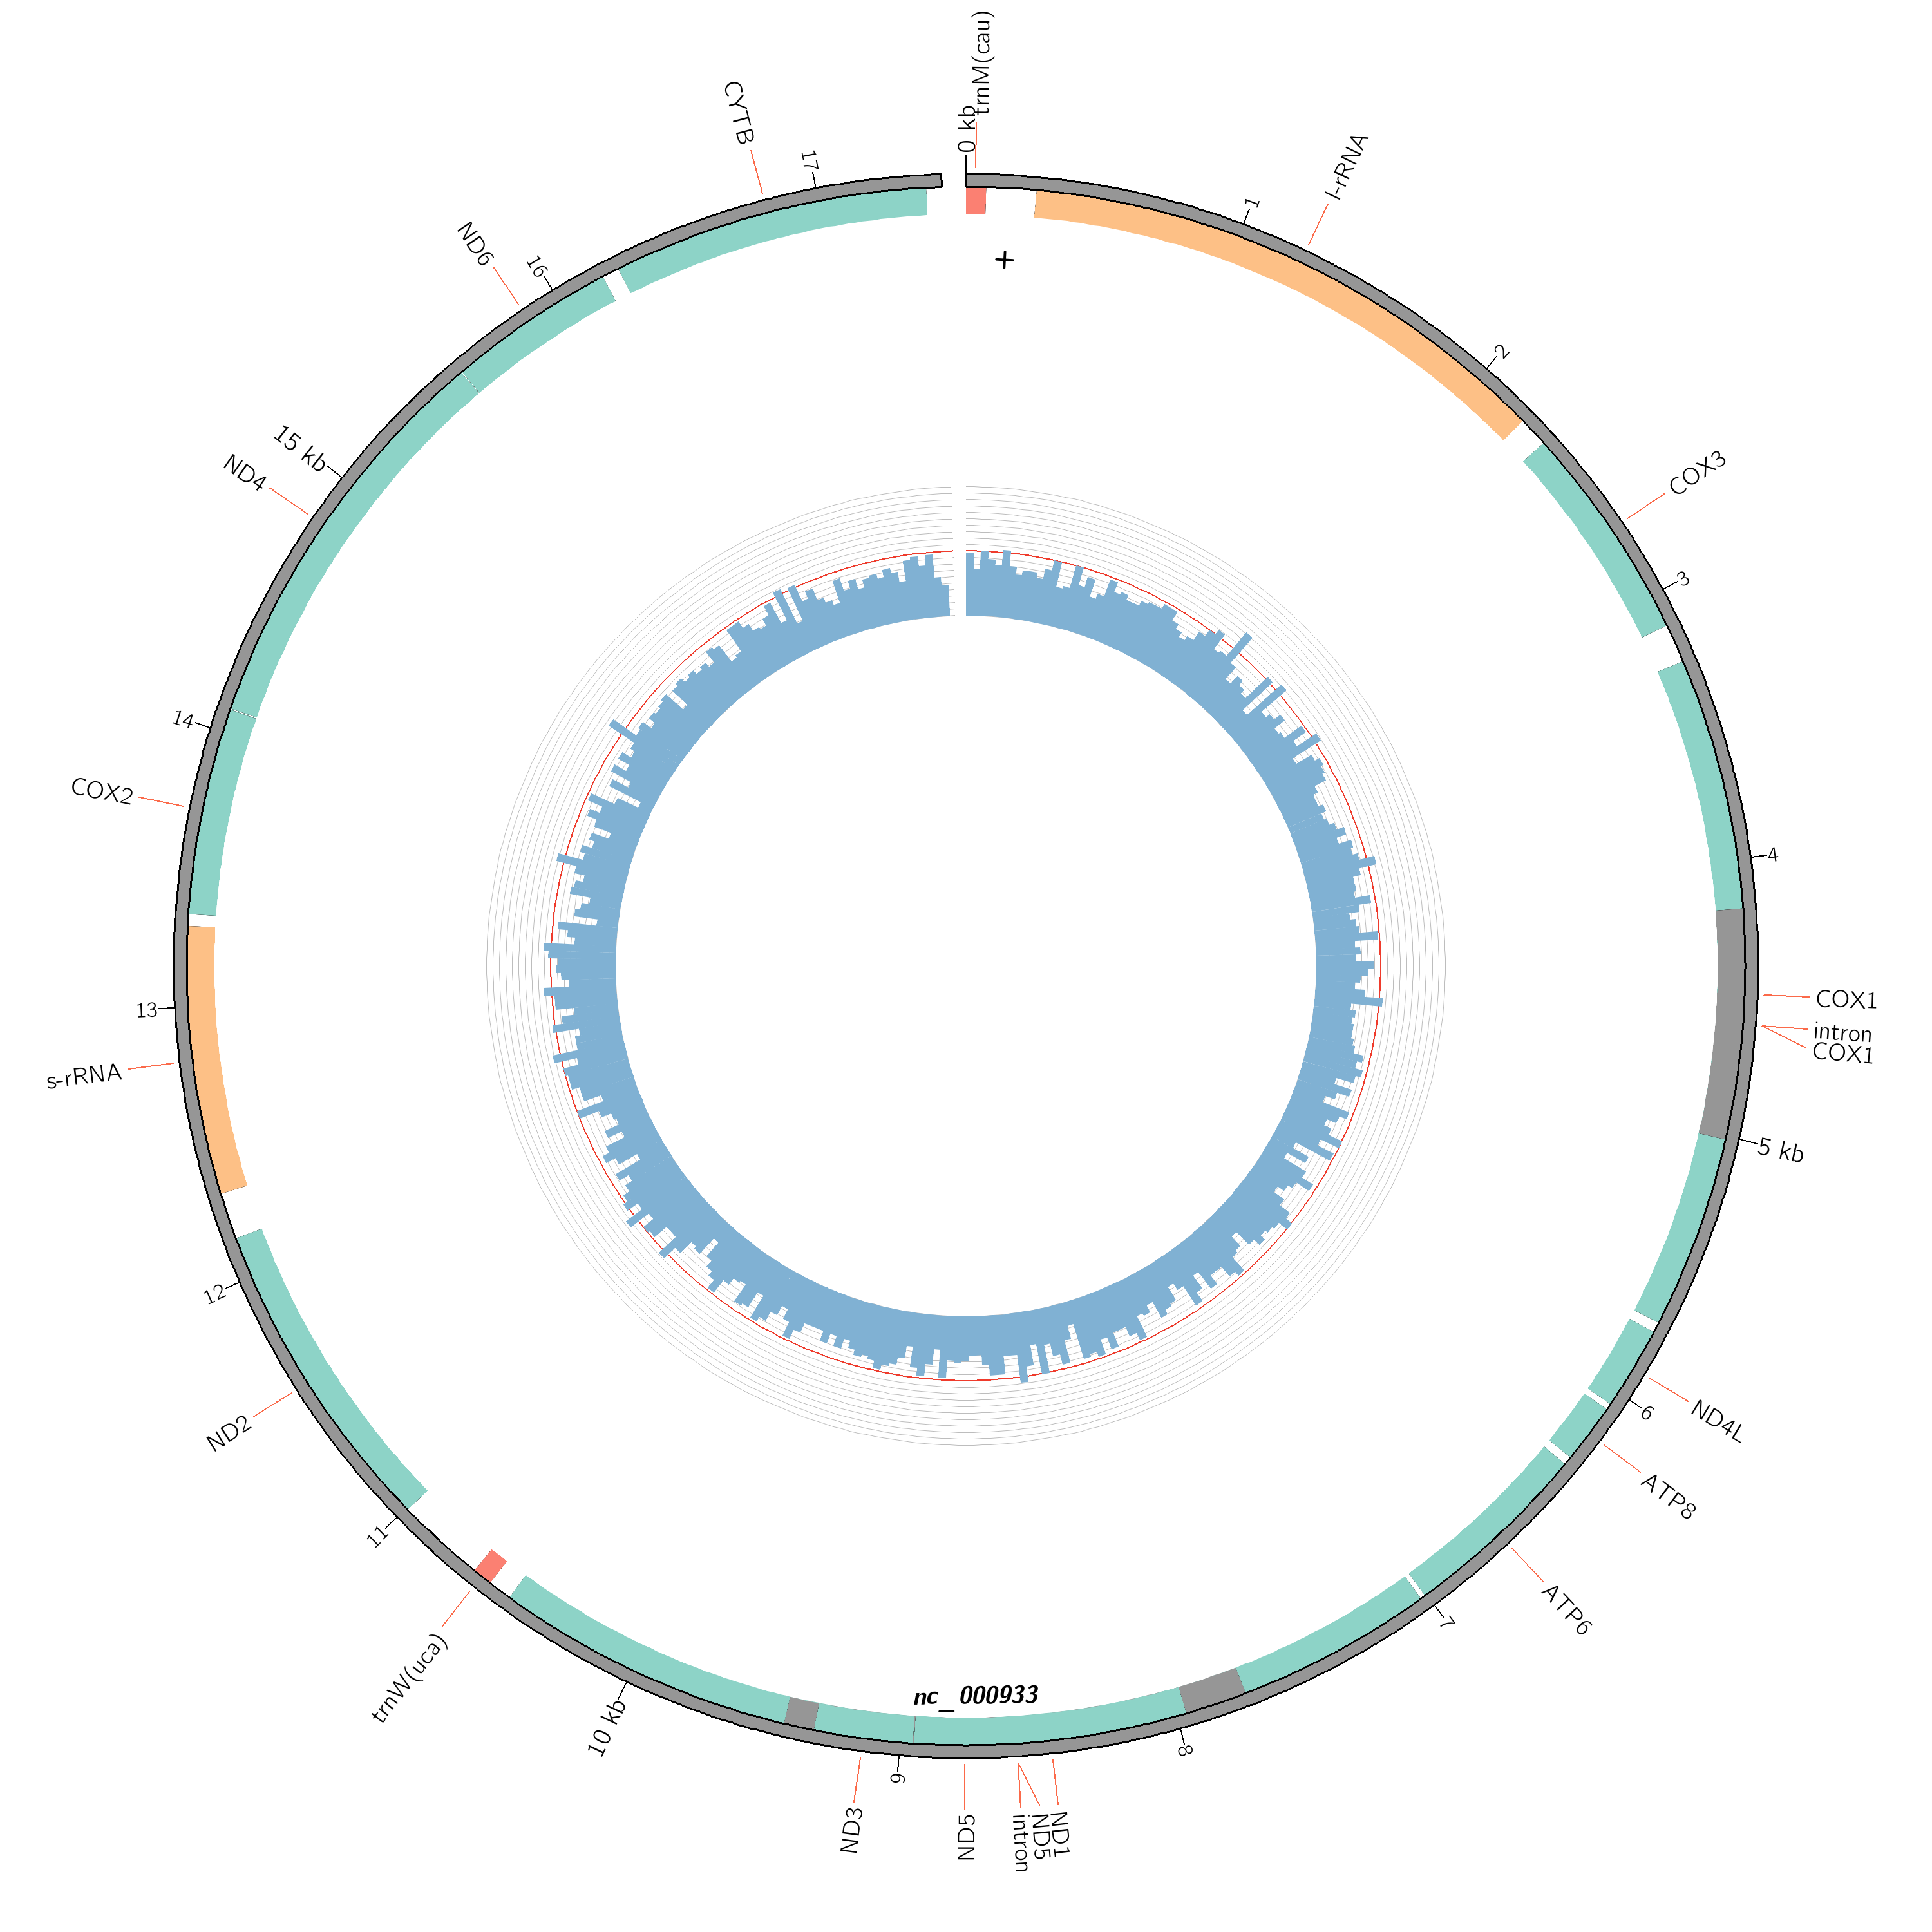 0 kb
trnM(cau)
+
1
l-rRNA
2
COX3
3
4
COX1
intron
COX1
5 kb
ND4L
6
ATP8
ATP6
7
8
ND1
ND5
intron
ND5
nc_000933
9
ND3
10 kb
trnW(uca)
11
ND2
12
s-rRNA
13
COX2
14
ND4
15 kb
ND6
16
CYTB
17